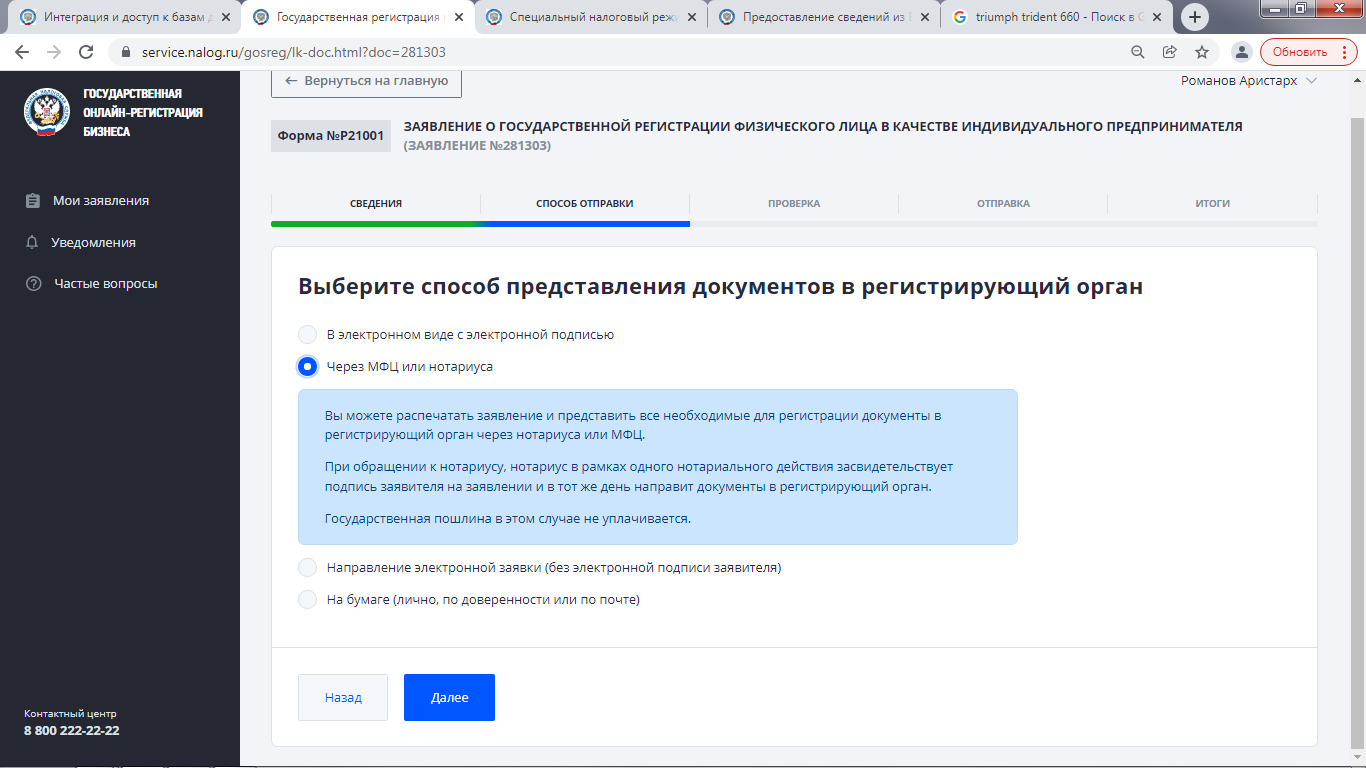 Интеграция и доступ к базам д
Государственная регистрация
Специальный налоговый режи
Предоставление сведений из Е
triumph trident 660 - Поиск в G
service.nalog.ru/gosreg/lk-doc.html?doc=281303
Обновить
ГОСУДАРСТВЕННАЯ
ОНЛАЙН-РЕГИСТРАЦИЯ
БИЗНЕСА
Мои заявления
Уведомления
Частые вопросы
Контактный центр
8 800 222-22-22
← Вернуться на главную
Романов Аристарх
Форма №Р21001
ЗАЯВЛЕНИЕ О ГОСУДАРСТВЕННОЙ РЕГИСТРАЦИИ ФИЗИЧЕСКОГО ЛИЦА В КАЧЕСТВЕ ИНДИВИДУАЛЬНОГО ПРЕДПРИНИМАТЕЛЯ
(ЗАЯВЛЕНИЕ №281303)
СВЕДЕНИЯ
СПОСОБ ОТПРАВКИ
ПРОВЕРКА
ОТПРАВКА
ИТОГИ
Выберите способ представления документов в регистрирующий орган
В электронном виде с электронной подписью
Через МФЦ или нотариуса
Вы можете распечатать заявление и представить все необходимые для регистрации документы в
регистрирующий орган через нотариуса или МФЦ.
При обращении к нотариусу, нотариус в рамках одного нотариального действия засвидетельствует
подпись заявителя на заявлении и в тот же день направит документы в регистрирующий орган.
Государственная пошлина в этом случае не уплачивается.
Направление электронной заявки (без электронной подписи заявителя)
На бумаге (лично, по доверенности или по почте)
Назад
Далее